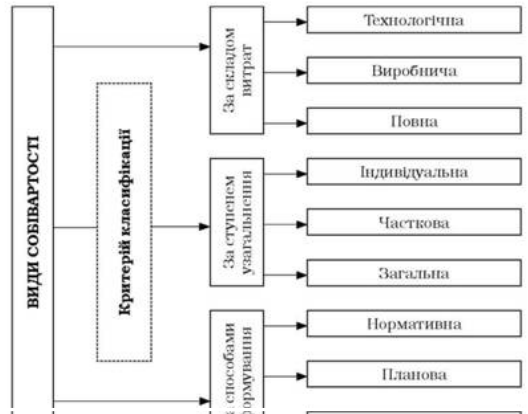 ВИДИ СОБІВАРТОСТІ
Критерій класифікації
За складом
витрат
Технологічна
Виробнича
Повна
За ступенем
узагальнення
Індивідуальна
Часткова
Загальна
способами
Нормативна
Планова